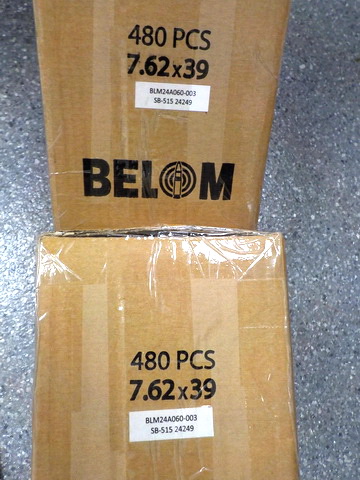 480 PCS
7.62x39
BLM24A060-003
SB-515 24249
BELOM
480 PCS
7.62x39
BLM24A060-003
SB-515 24249